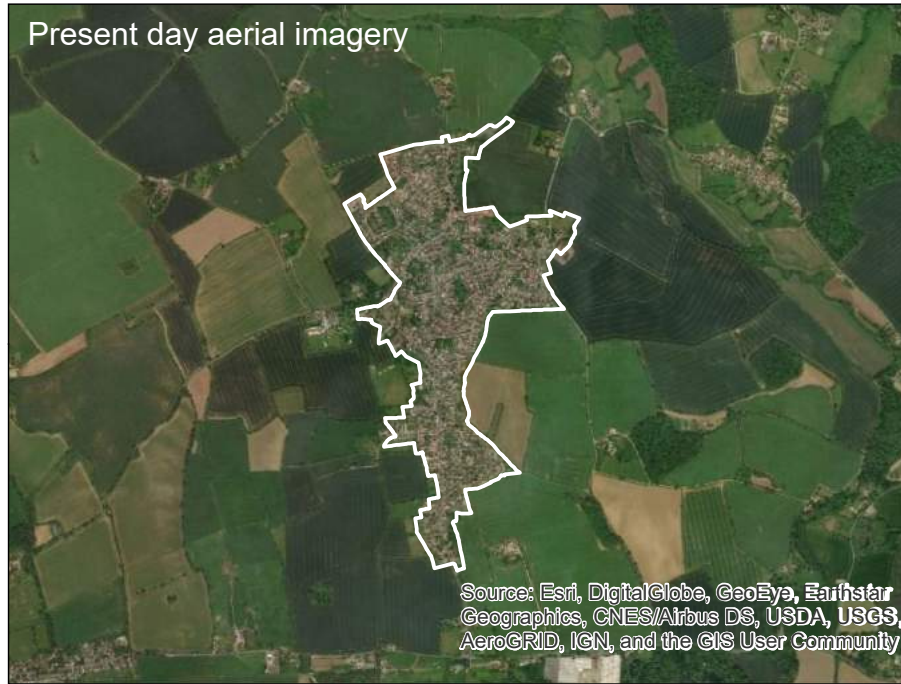 Present day aerial imagery
Source: Esri, DigitalGlobe, GeoEye, Earthstar
Geographics, CNES/Airbus DS, USDA, USGS,
AeroGRID, IGN, and the GIS User Community